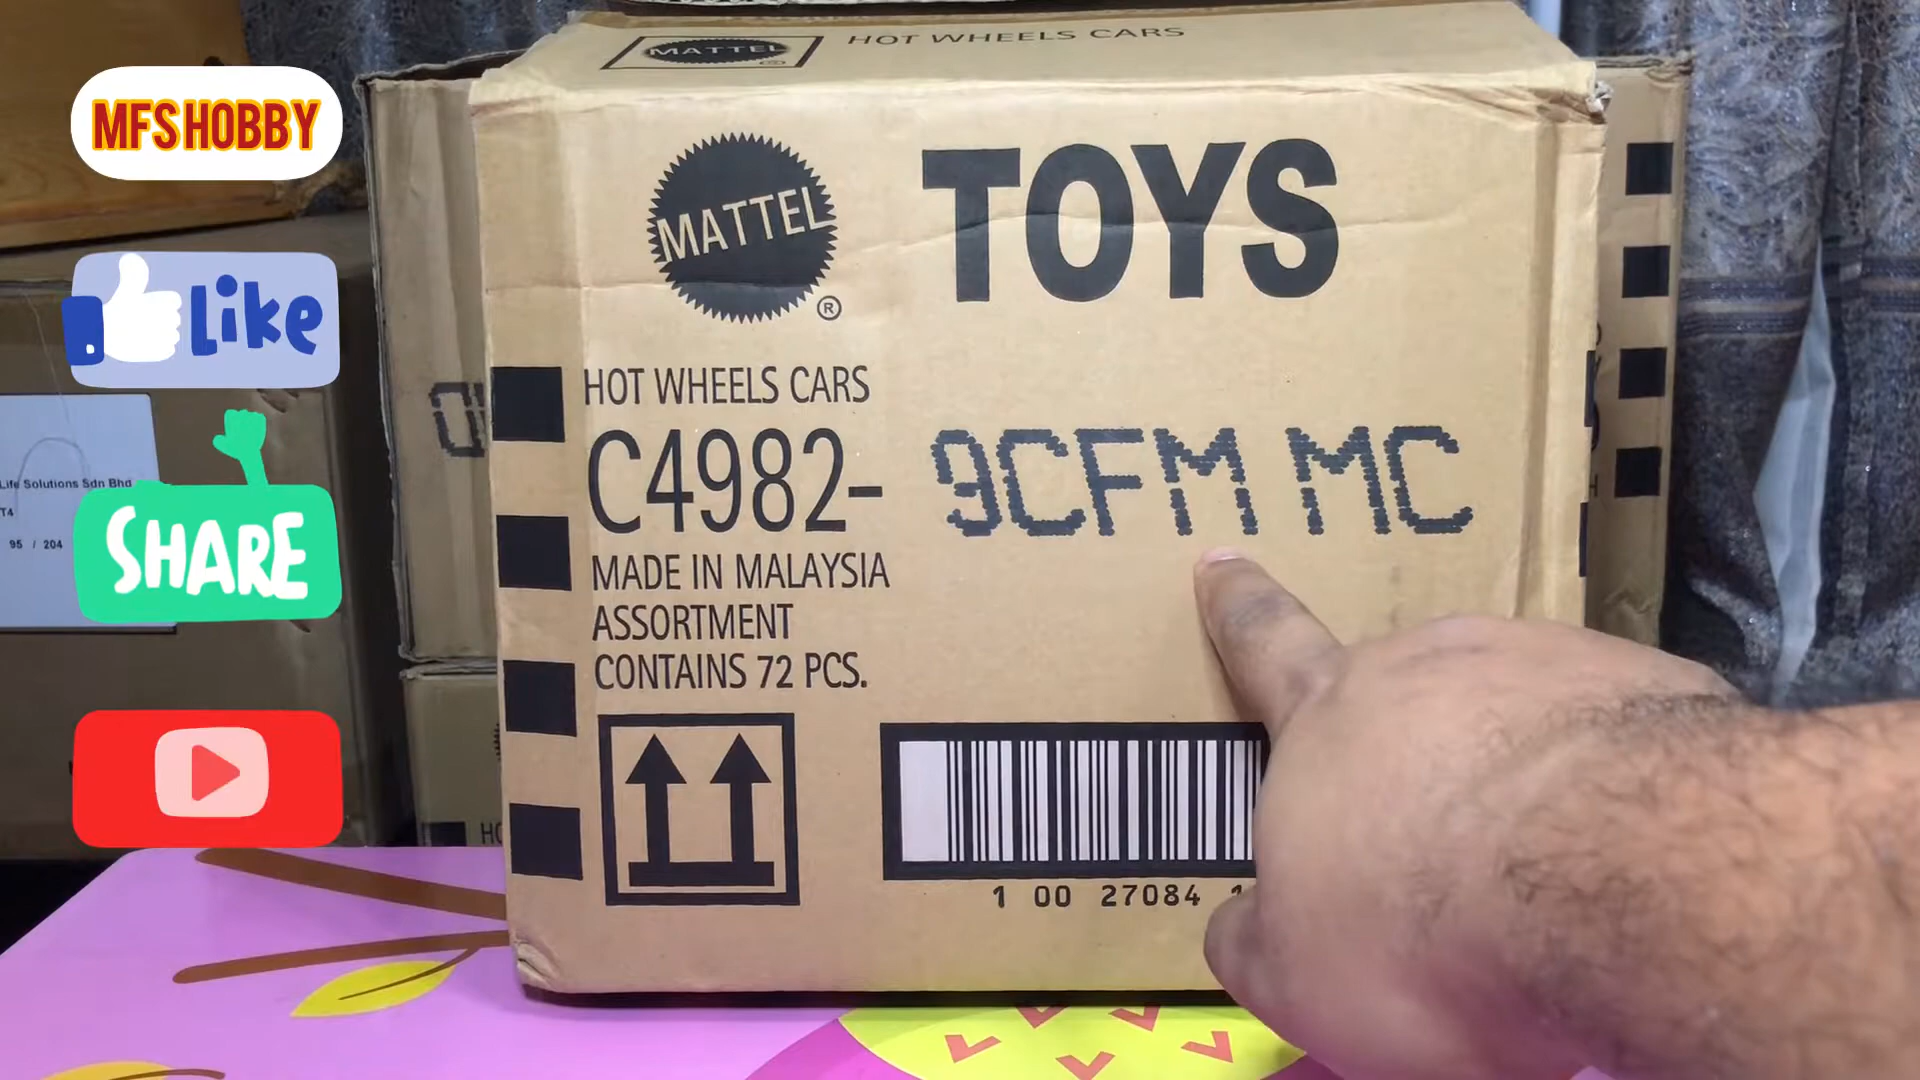 MATTEL
HOT WHEELS CARS
MFS HOBBY
MATTEL
®
TOYS
Like
HOT WHEELS CARS
C4982- 9CFM MC
Life Solutions Sdn Bhd
T4
95 / 204
SHARE
MADE IN MALAYSIA
ASSORTMENT
CONTAINS 72 PCS.
1 00 27084